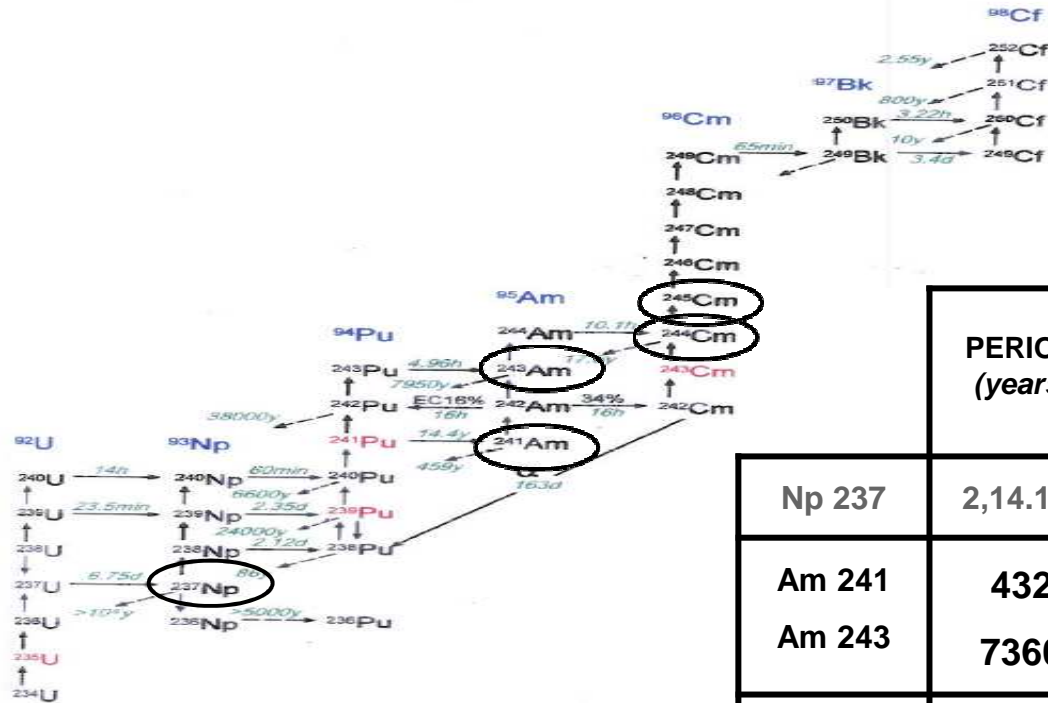 98Cf
252Cf
2.55y
97Bk
251Cf
800y
96Cm
250Bk 3.22h 250Cf
10y
249Cm 65min 249Bk 3.4d 249Cf
248Cm
247Cm
246Cm
95Am
245Cm
94Pu
244Am 10.1h 244Cm
243Pu 4.96h 243Am 243Cm
7950y
242Pu EC16% 242Am 34% 242Cm
16h 16h
38000y
92U 93Np
241Pu 14.4y 241Am
459y
240U 14h 240Np 60min 240Pu
163d
6600y
239U 23.5min 239Np 2.35d 239Pu
24000y
238U 238Np 2.12d 238Pu
86y
237U 6.75d 237Np
236U 236Np >5000y 236Pu
235U
234U
(years
Np 237 2,14.1
Am 241 432
Am 243 7360